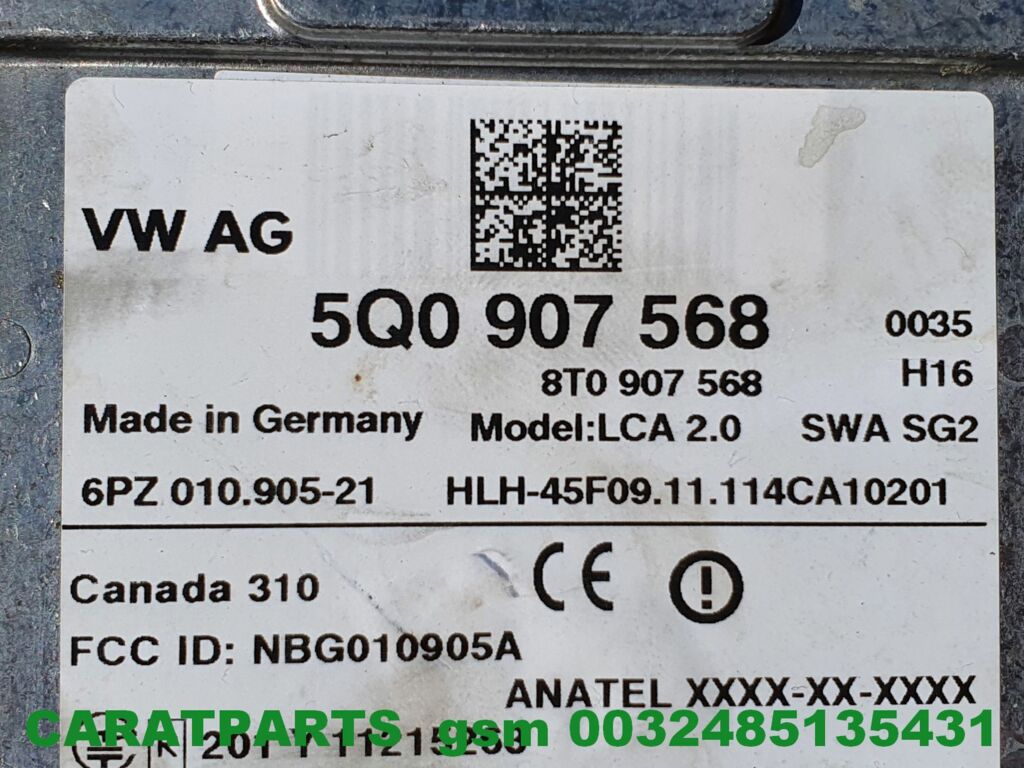 VW AG
5Q0 907 568 0035
8T0 907 568 H16
Made in Germany Model:LCA 2.0 SWA SG2
6PZ 010.905-21 HLH-45F09.11.114CA10201
Canada 310 CE
FCC ID: NBG010905A
ANATEL XXXX-XX-XXXX
CARATPARTS gsm 0032485135431